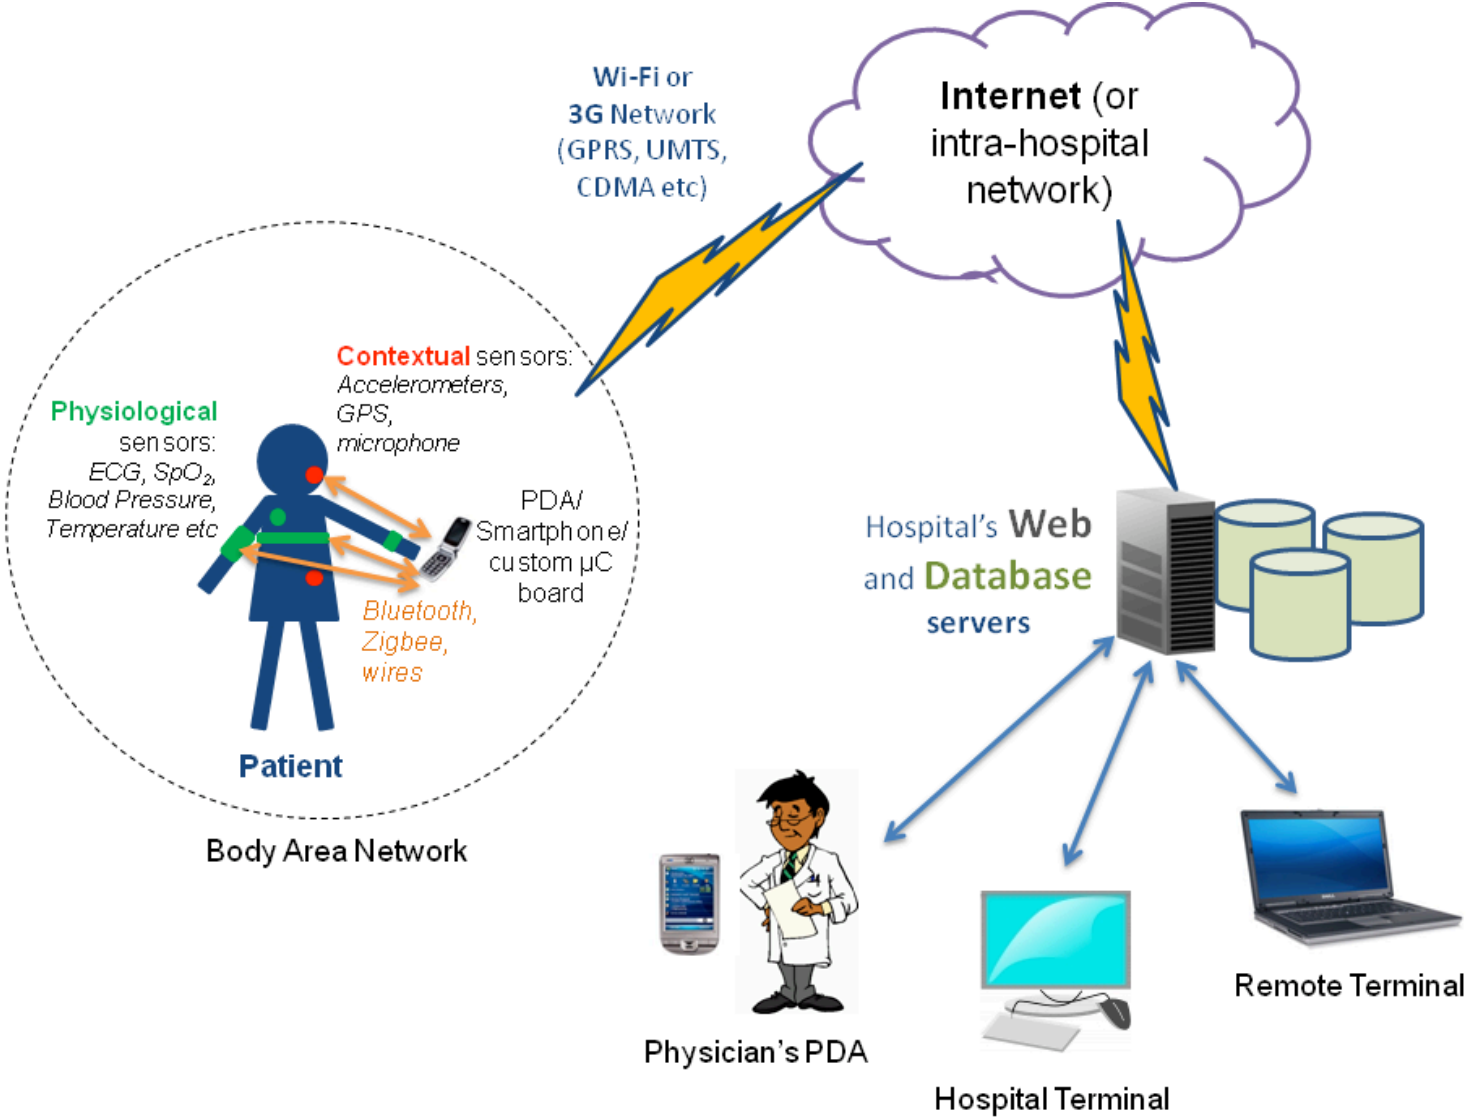 Wi-Fi or
3G Network
(GPRS, UMTS,
CDMA etc)
Internet (or
intra-hospital
network)
Contextual sensors:
Accelerometers,
GPS,
microphone
Physiological
sensors:
ECG, SpO₂,
Blood Pressure,
Temperature etc
PDA/
Smartphone/
custom µC
board
Bluetooth,
Zigbee,
wires
Patient
Body Area Network
Hospital's Web
and Database
servers
Physician's PDA
Hospital Terminal
Remote Terminal